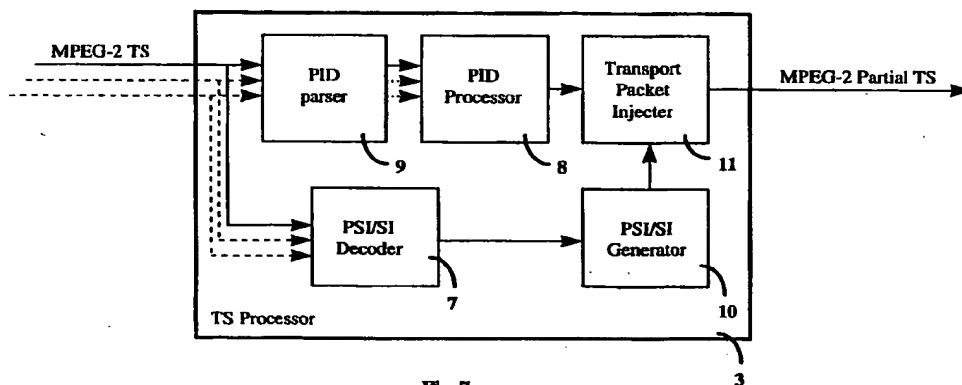 MPEG-2 TS
PID
parser
9
PID
Processor
8
Transport
Packet
Injecter
11
MPEG-2 Partial TS
PSI/SI
Decoder
7
PSI/SI
Generator
10
TS Processor
3